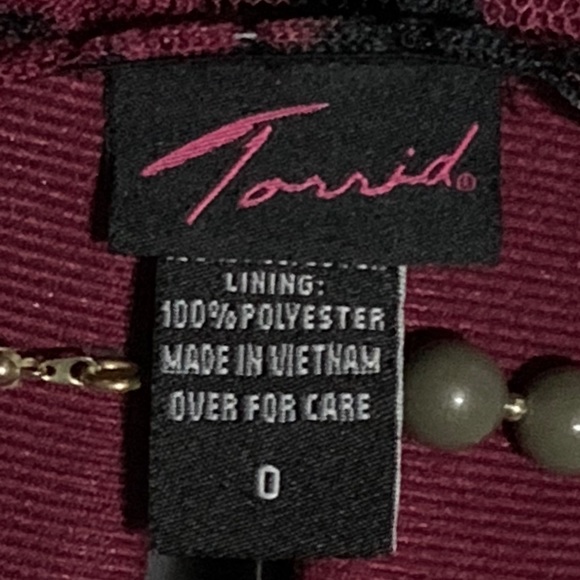 Torrid®
LINING:
100% POLYESTER
MADE IN VIETNAM
OVER FOR CARE
0